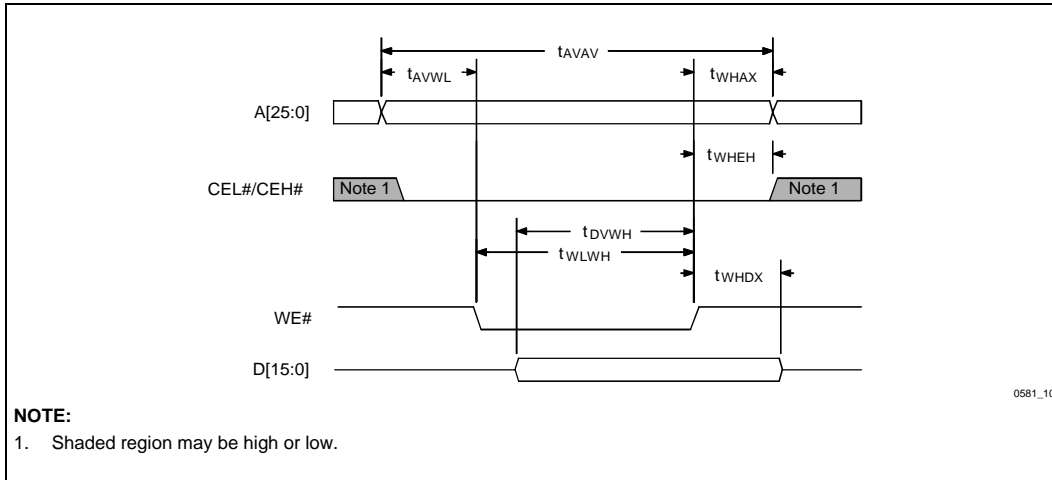 tAVAV
tAVWL
tWHAX
A[25:0]
tWHEH
CEL#/CEH#
Note 1
Note 1
tDVWH
tWLWH
tWHDX
WE#
D[15:0]
0581_10
NOTE:
1. Shaded region may be high or low.